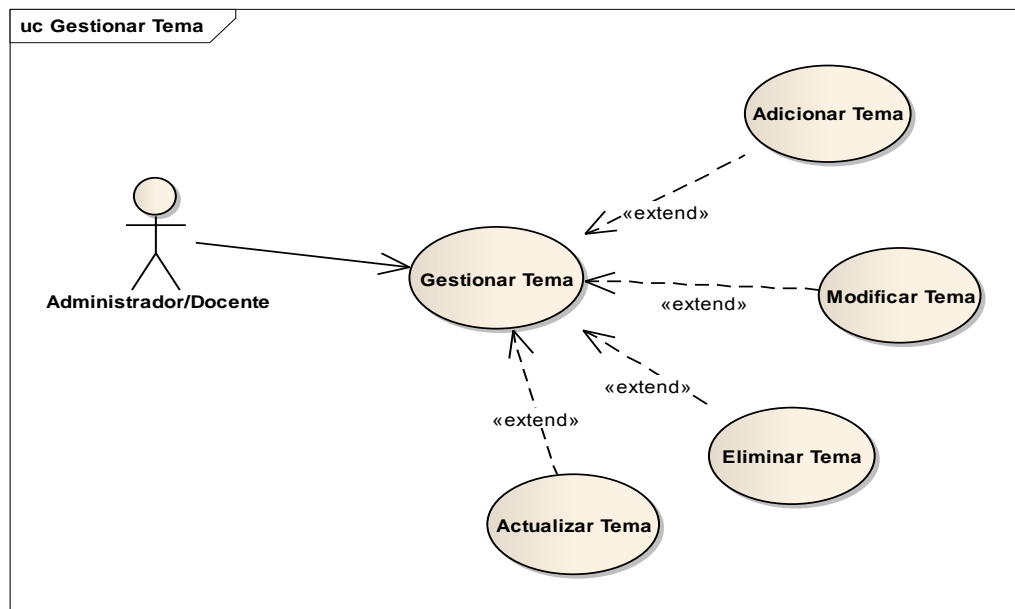 uc Gestionar Tema
Adicionar Tema
«extend»
Administrador/Docente
Gestionar Tema
Modificar Tema
«extend»
«extend»
«extend»
Eliminar Tema
Actualizar Tema